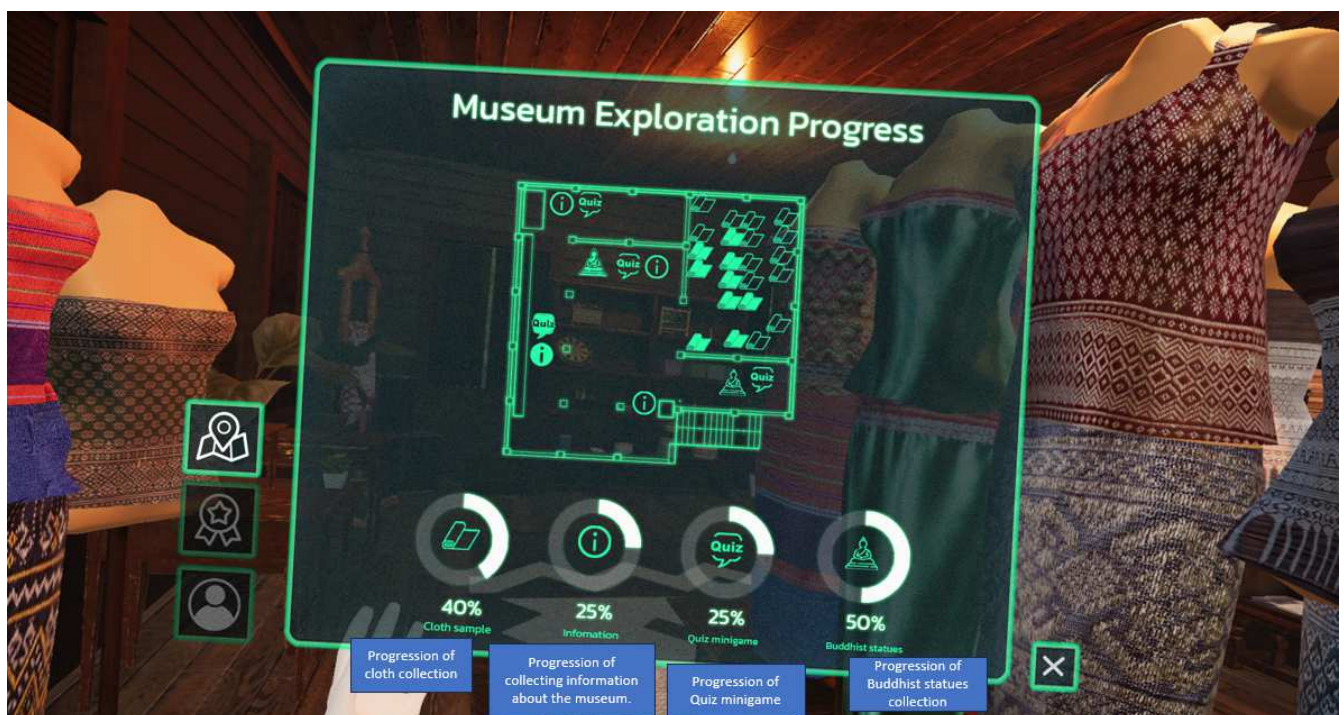 Museum Exploration Progress
Quiz
Quiz
Quiz
Quiz
Quiz
40%
Cloth sample
25%
Infomation
25%
Quiz minigame
50%
Buddhist statues
Progression of
cloth collection
Progression of
collecting information
about the museum.
Progression of
Quiz minigame
Progression of
Buddhist statues
collection